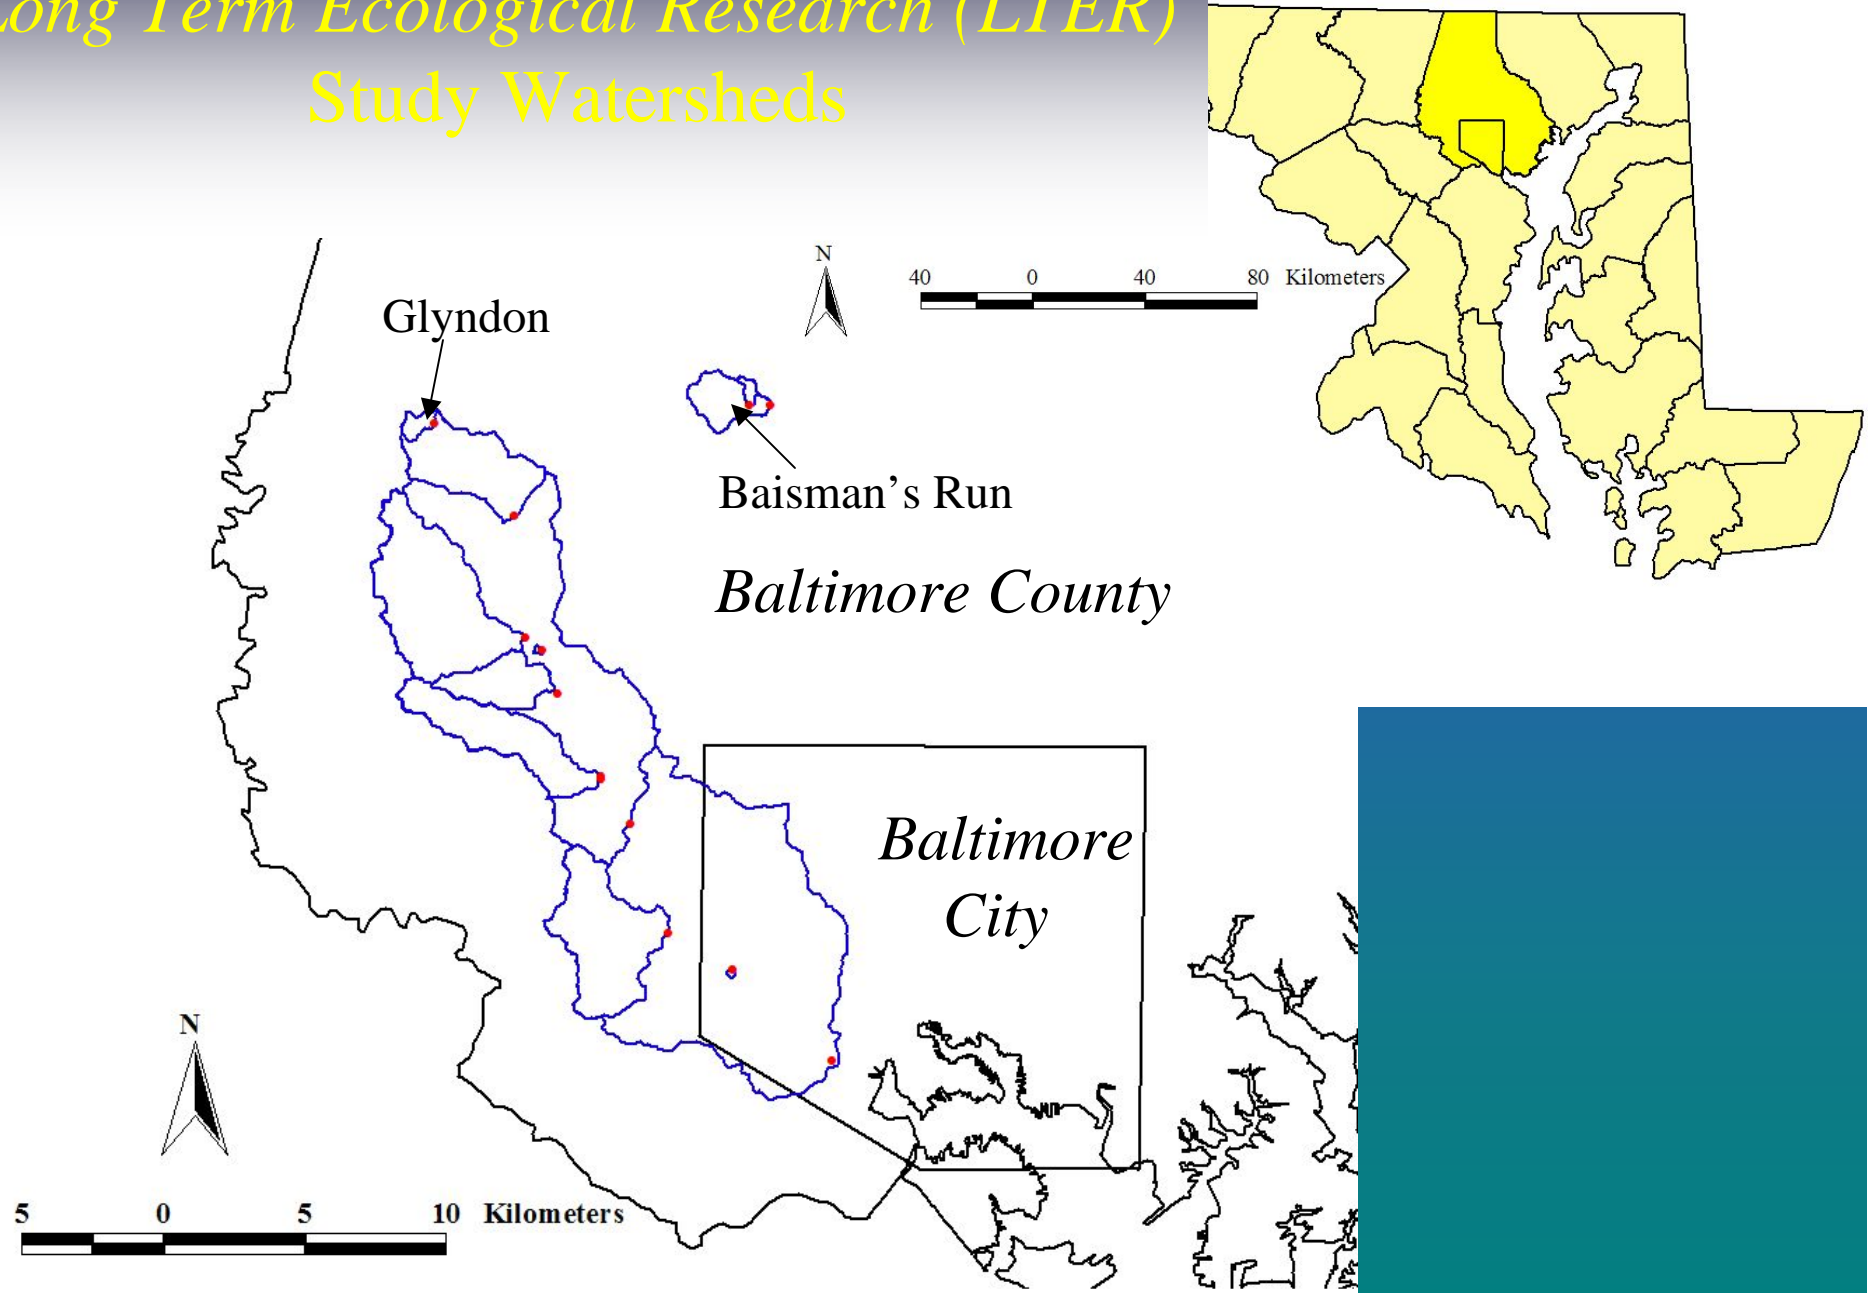 Long Term Ecological Research (LTER)
Study Watersheds
N
40 0 40 80 Kilometers
Glyndon
Baisman's Run
Baltimore County
Baltimore
City
N
5 0 5 10 Kilometers